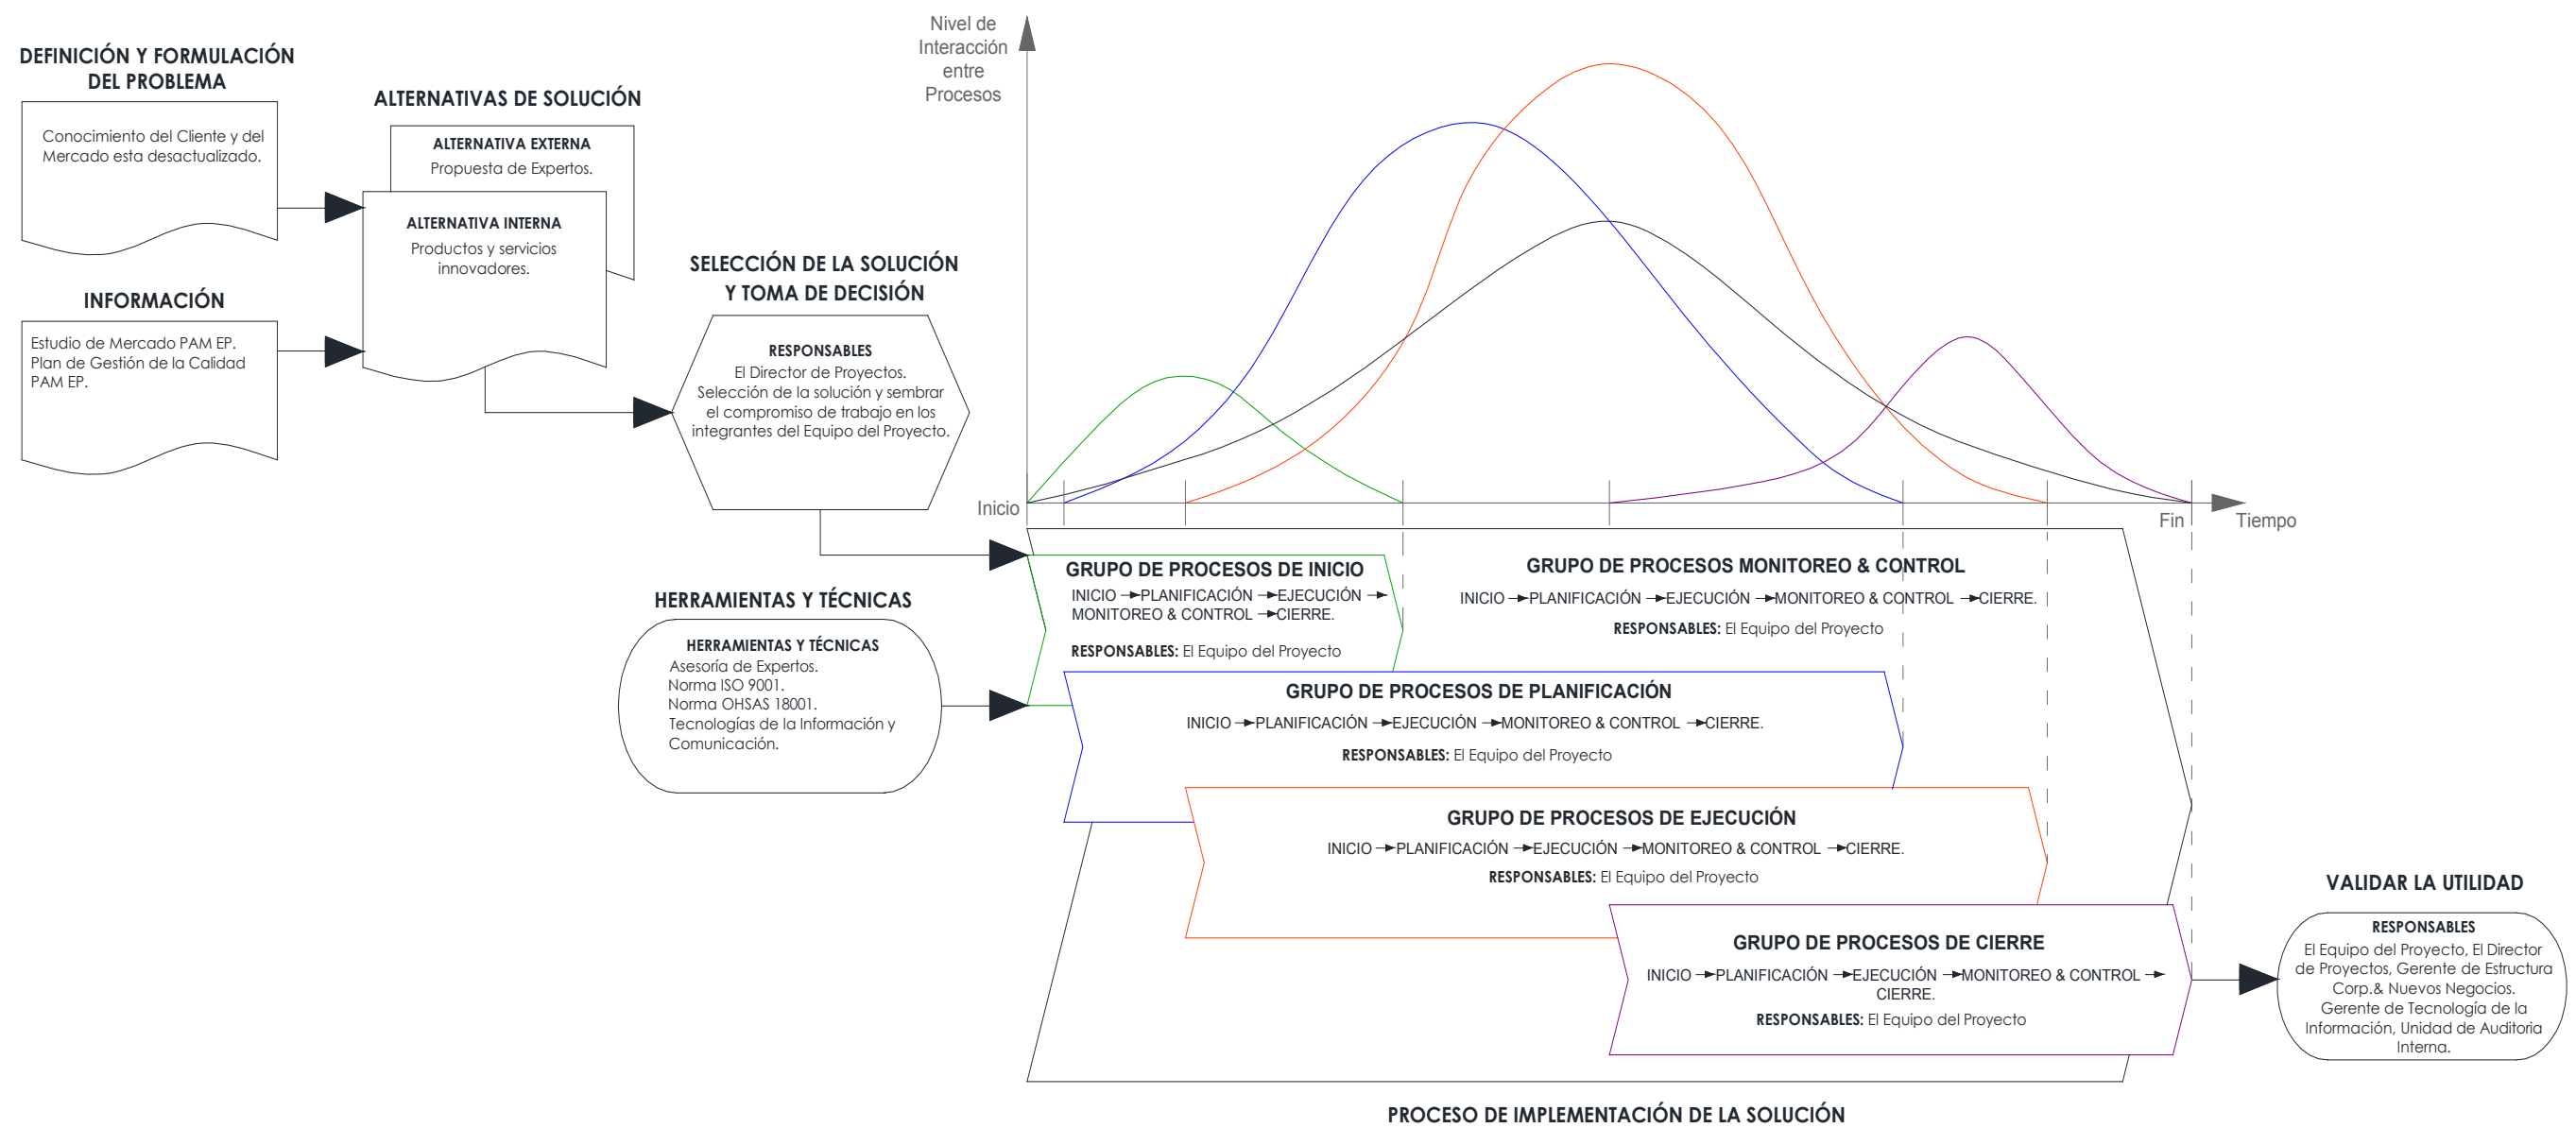 DEFINICIÓN Y FORMULACIÓN
DEL PROBLEMA
Conocimiento del Cliente y del
Mercado esta desactualizado.
INFORMACIÓN
Estudio de Mercado PAM EP.
Plan de Gestión de la Calidad
PAM EP.
ALTERNATIVAS DE SOLUCIÓN
ALTERNATIVA EXTERNA
Propuesta de Expertos.
ALTERNATIVA INTERNA
Productos y servicios
innovadores.
SELECCIÓN DE LA SOLUCIÓN
Y TOMA DE DECISIÓN
RESPONSABLES
El Director de Proyectos.
Selección de la solución y sembrar
el compromiso de trabajo en los
integrantes del Equipo del Proyecto.
HERRAMIENTAS Y TÉCNICAS
HERRAMIENTAS Y TÉCNICAS
Asesoría de Expertos.
Norma ISO 9001.
Norma OHSAS 18001.
Tecnologías de la Información y
Comunicación.
Nivel de
Interacción
entre
Procesos
Inicio
Fin
Tiempo
GRUPO DE PROCESOS DE INICIO
INICIO PLANIFICACIÓN EJECUCIÓN
MONITOREO & CONTROL CIERRE.
RESPONSABLES: El Equipo del Proyecto
GRUPO DE PROCESOS MONITOREO & CONTROL
INICIO PLANIFICACIÓN EJECUCIÓN MONITOREO & CONTROL CIERRE.
RESPONSABLES: El Equipo del Proyecto
GRUPO DE PROCESOS DE PLANIFICACIÓN
INICIO PLANIFICACIÓN EJECUCIÓN MONITOREO & CONTROL CIERRE.
RESPONSABLES: El Equipo del Proyecto
GRUPO DE PROCESOS DE EJECUCIÓN
INICIO PLANIFICACIÓN EJECUCIÓN MONITOREO & CONTROL CIERRE.
RESPONSABLES: El Equipo del Proyecto
GRUPO DE PROCESOS DE CIERRE
INICIO PLANIFICACIÓN EJECUCIÓN MONITOREO & CONTROL
CIERRE.
RESPONSABLES: El Equipo del Proyecto
VALIDAR LA UTILIDAD
RESPONSABLES
El Equipo del Proyecto, El Director
de Proyectos, Gerente de Estructura
Corp.& Nuevos Negocios.
Gerente de Tecnología de la
Información, Unidad de Auditoria
Interna.
PROCESO DE IMPLEMENTACIÓN DE LA SOLUCIÓN